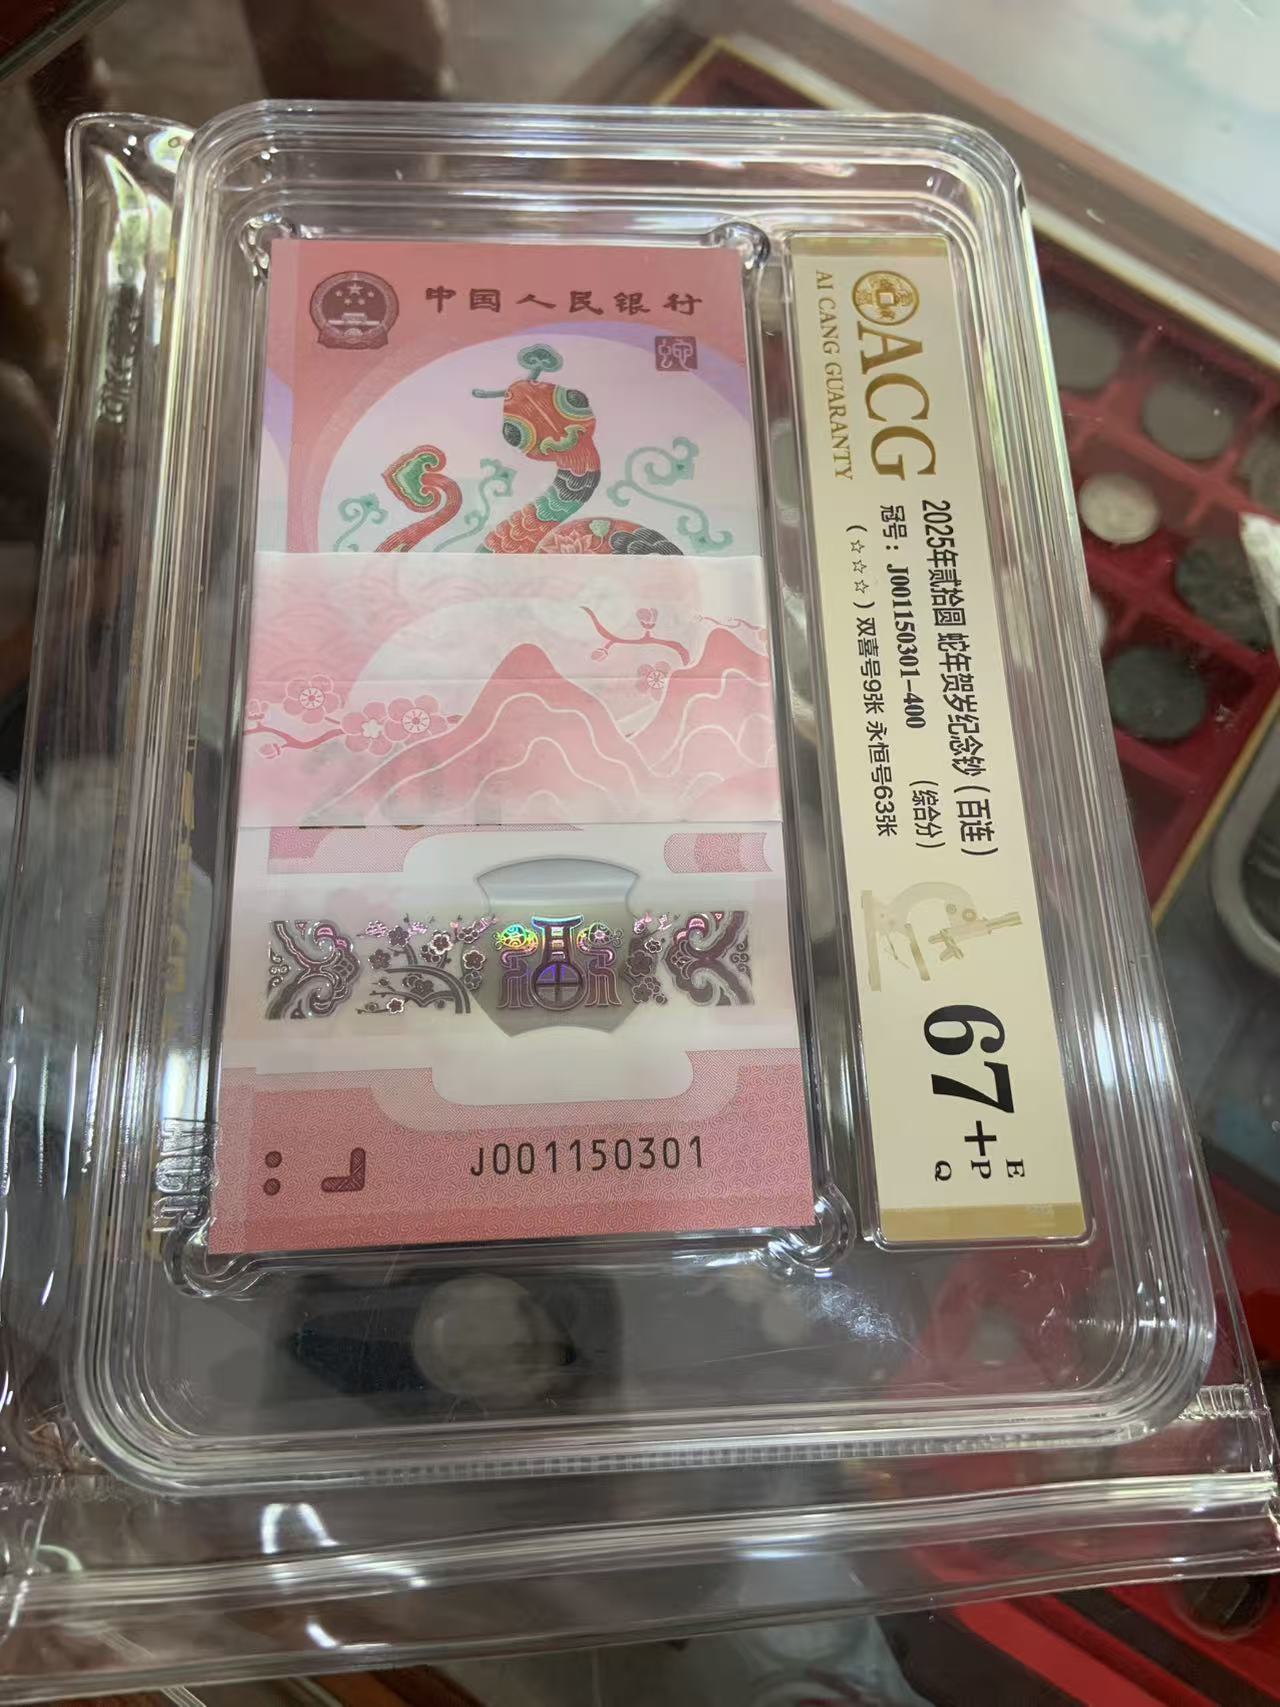 中国人民银行
蛇
J001150301
ACG
AI CANG GUARANTY
2025年贰拾圆 蛇年贺岁纪念钞(百连)
冠号:J001150301-400 (综合分)
(☆☆☆)双喜号9张 永恒号63张
67+
E
P
Q